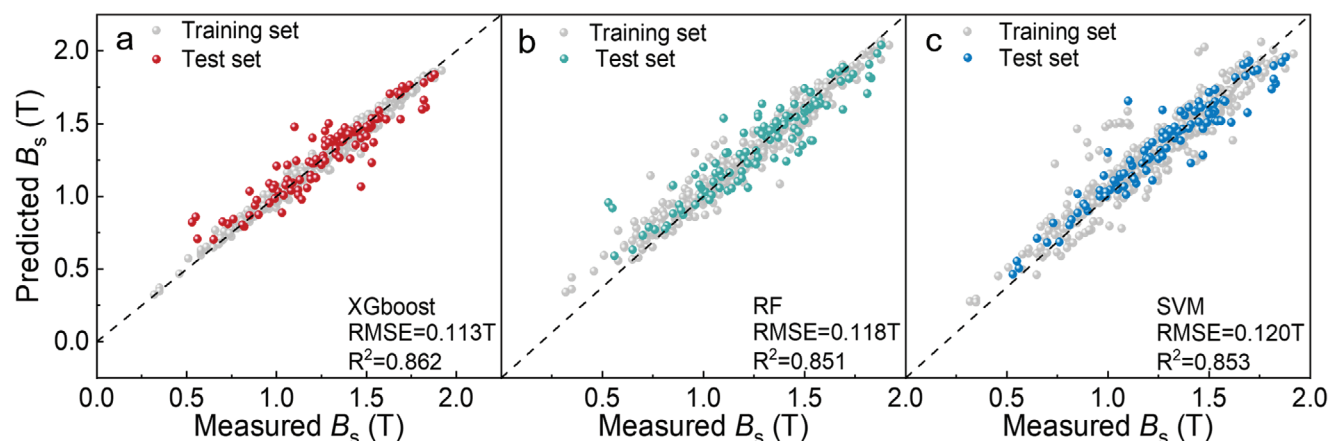 Predicted Bs (T)
2.0
1.5
1.0
0.5
0.0
a
Training set
Test set
XGboost
RMSE=0.113T
R²=0.862
0.0 0.5 1.0 1.5 2.0
Measured Bs (T)
b
Training set
Test set
RF
RMSE=0.118T
R²=0.851
0.5 1.0 1.5 2.0
Measured Bs (T)
c
Training set
Test set
SVM
RMSE=0.120T
R²=0.853
0.5 1.0 1.5 2.0
Measured Bs (T)